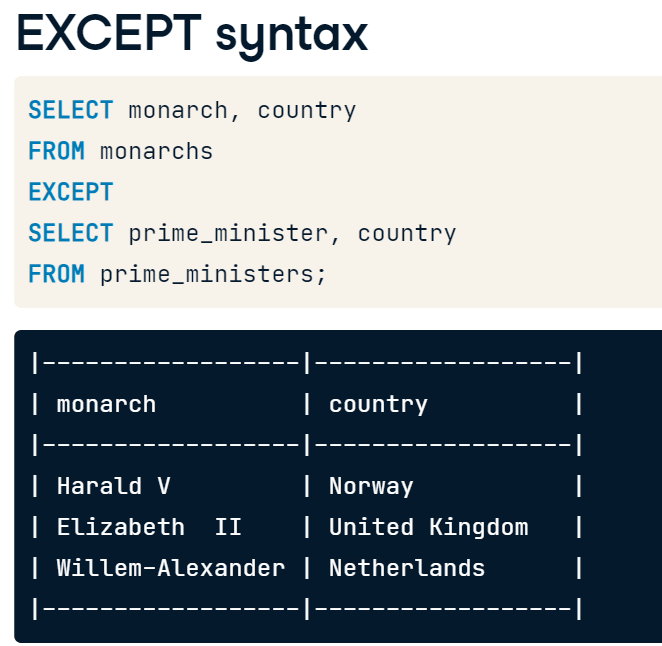 EXCEPT syntax
SELECT monarch, country
FROM monarchs
EXCEPT
SELECT prime_minister, country
FROM prime_ministers;
|------------------|------------------|
| monarch          | country          |
|------------------|------------------|
| Harald V         | Norway           |
| Elizabeth  II    | United Kingdom   |
| Willem-Alexander | Netherlands      |
|------------------|------------------|